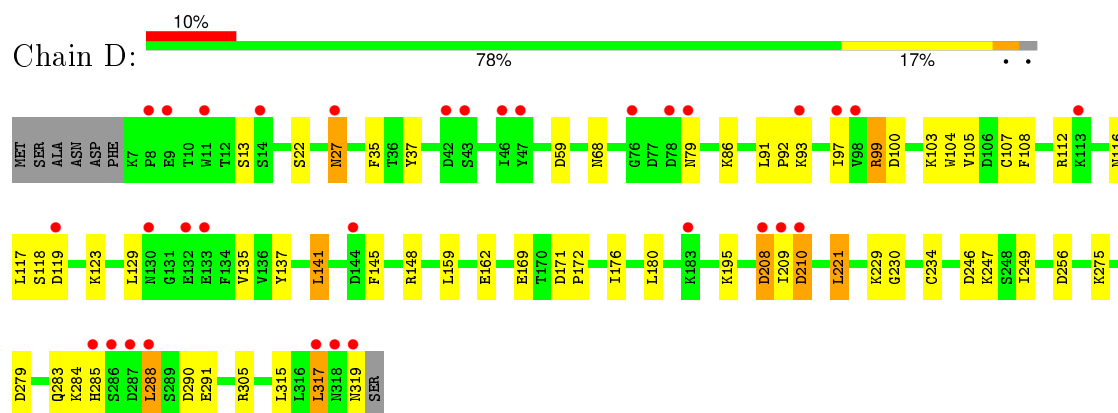 10%
Chain D:
78% 17% • •
MET SER ALA ASN ASP PHE K7 P8 E9 T10 W11 T12 S13 S14 S22 N27 F35 T36 Y37 D42 S43 I46 Y47 D59 N68 G76 D77 D78 N79 K86 L91 P92 K93 I97 V98 R99 D100 K103 W104 V105 D106 G107 F108 R112 K113 N116
L117 S118 D119 K123 L129 N130 G131 E132 E133 F134 V135 V136 Y137 L141 D144 F145 R148 L159 E162 E169 T170 D171 P172 I176 L180 K183 K195 D208 I209 D210 L221 K229 G230 C234 D246 K247 S248 I249 D256 K275
D279 Q283 K284 H285 S286 D287 L288 S289 D290 E291 R305 L315 L316 L317 N318 N319 SER